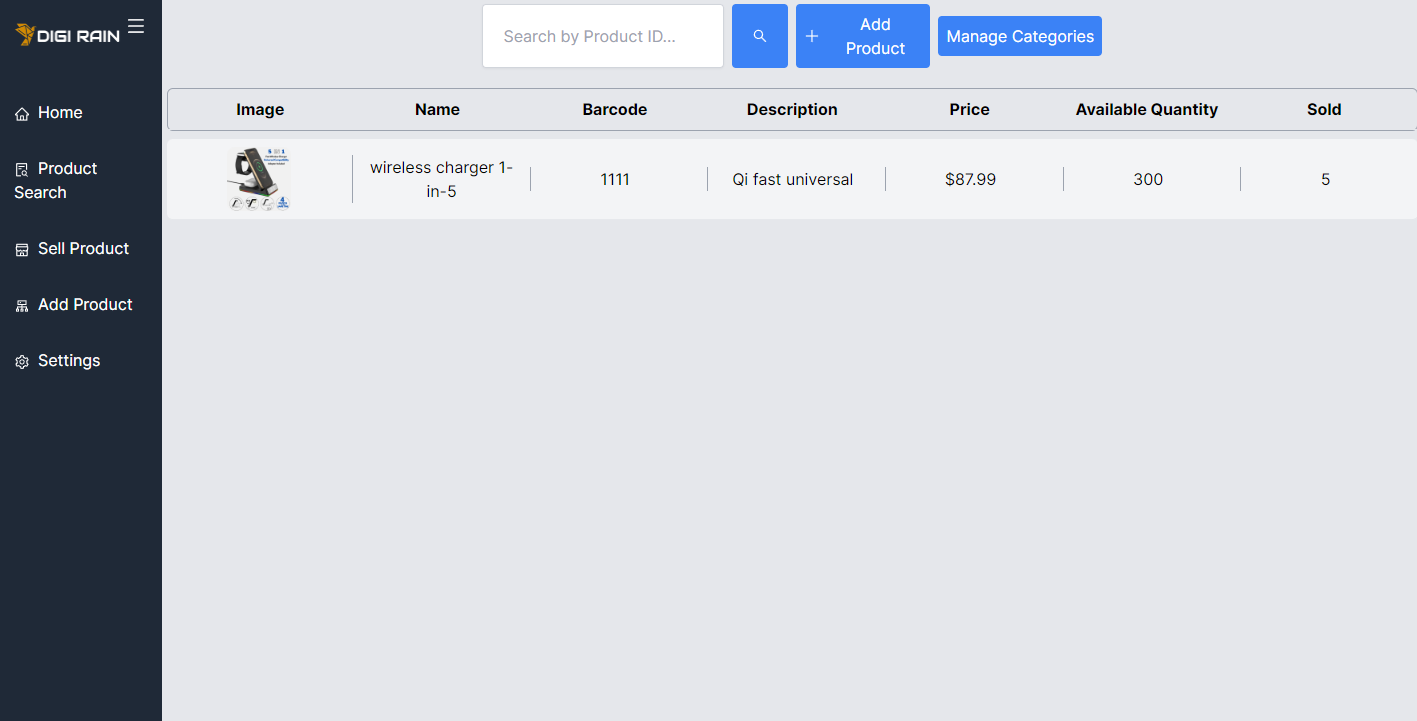 DIGI RAIN
Home
Product
Search
Sell Product
Add Product
Settings
Search by Product ID...
Add
Product
Manage Categories
Image
Name
Barcode
Description
Price
Available Quantity
Sold
wireless charger 1-
in-5
1111
Qi fast universal
$87.99
300
5